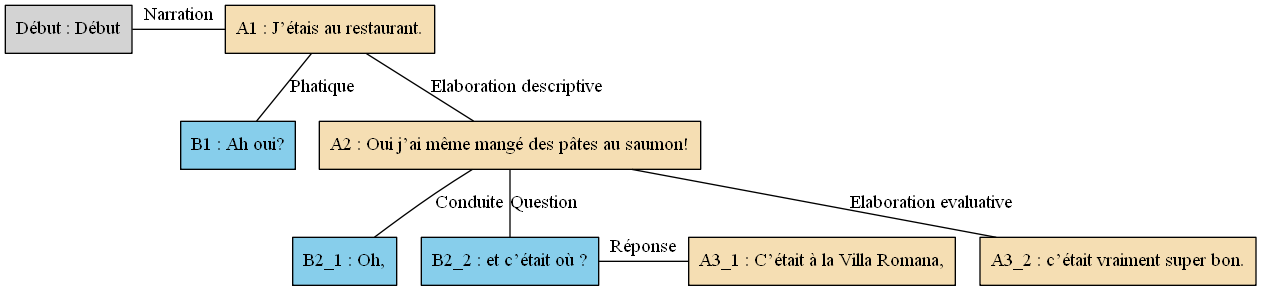 Narration
Début : Début
A1 : J'étais au restaurant.
Phatique
Elaboration descriptive
B1 : Ah oui?
A2 : Oui j'ai même mangé des pâtes au saumon!
Conduite
Question
Elaboration evaluative
B2_1 : Oh,
B2_2 : et c'était où ?
Réponse
A3_1 : C'était à la Villa Romana,
A3_2 : c'était vraiment super bon.